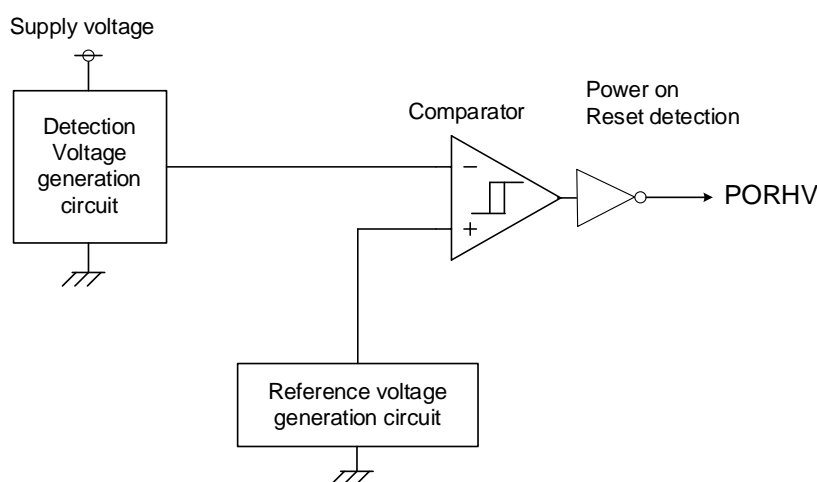 Supply voltage
Detection
Voltage
generation
circuit
Comparator
Power on
Reset detection
−
+
PORHV
Reference voltage
generation circuit